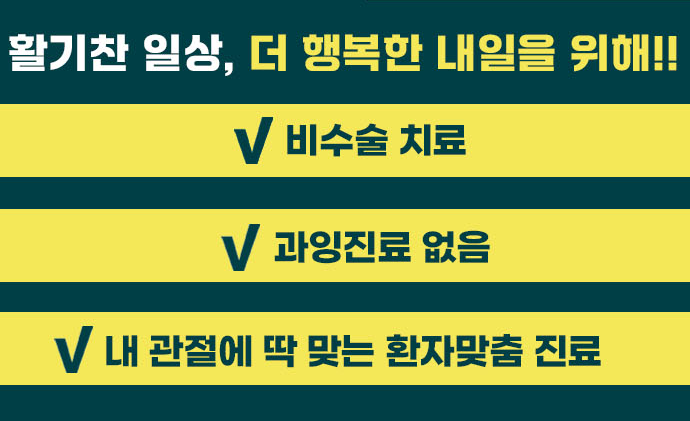 활기찬 일상, 더 행복한 내일을 위해!!
√ 비수술 치료
√ 과잉진료 없음
√ 내 관절에 딱 맞는 환자맞춤 진료